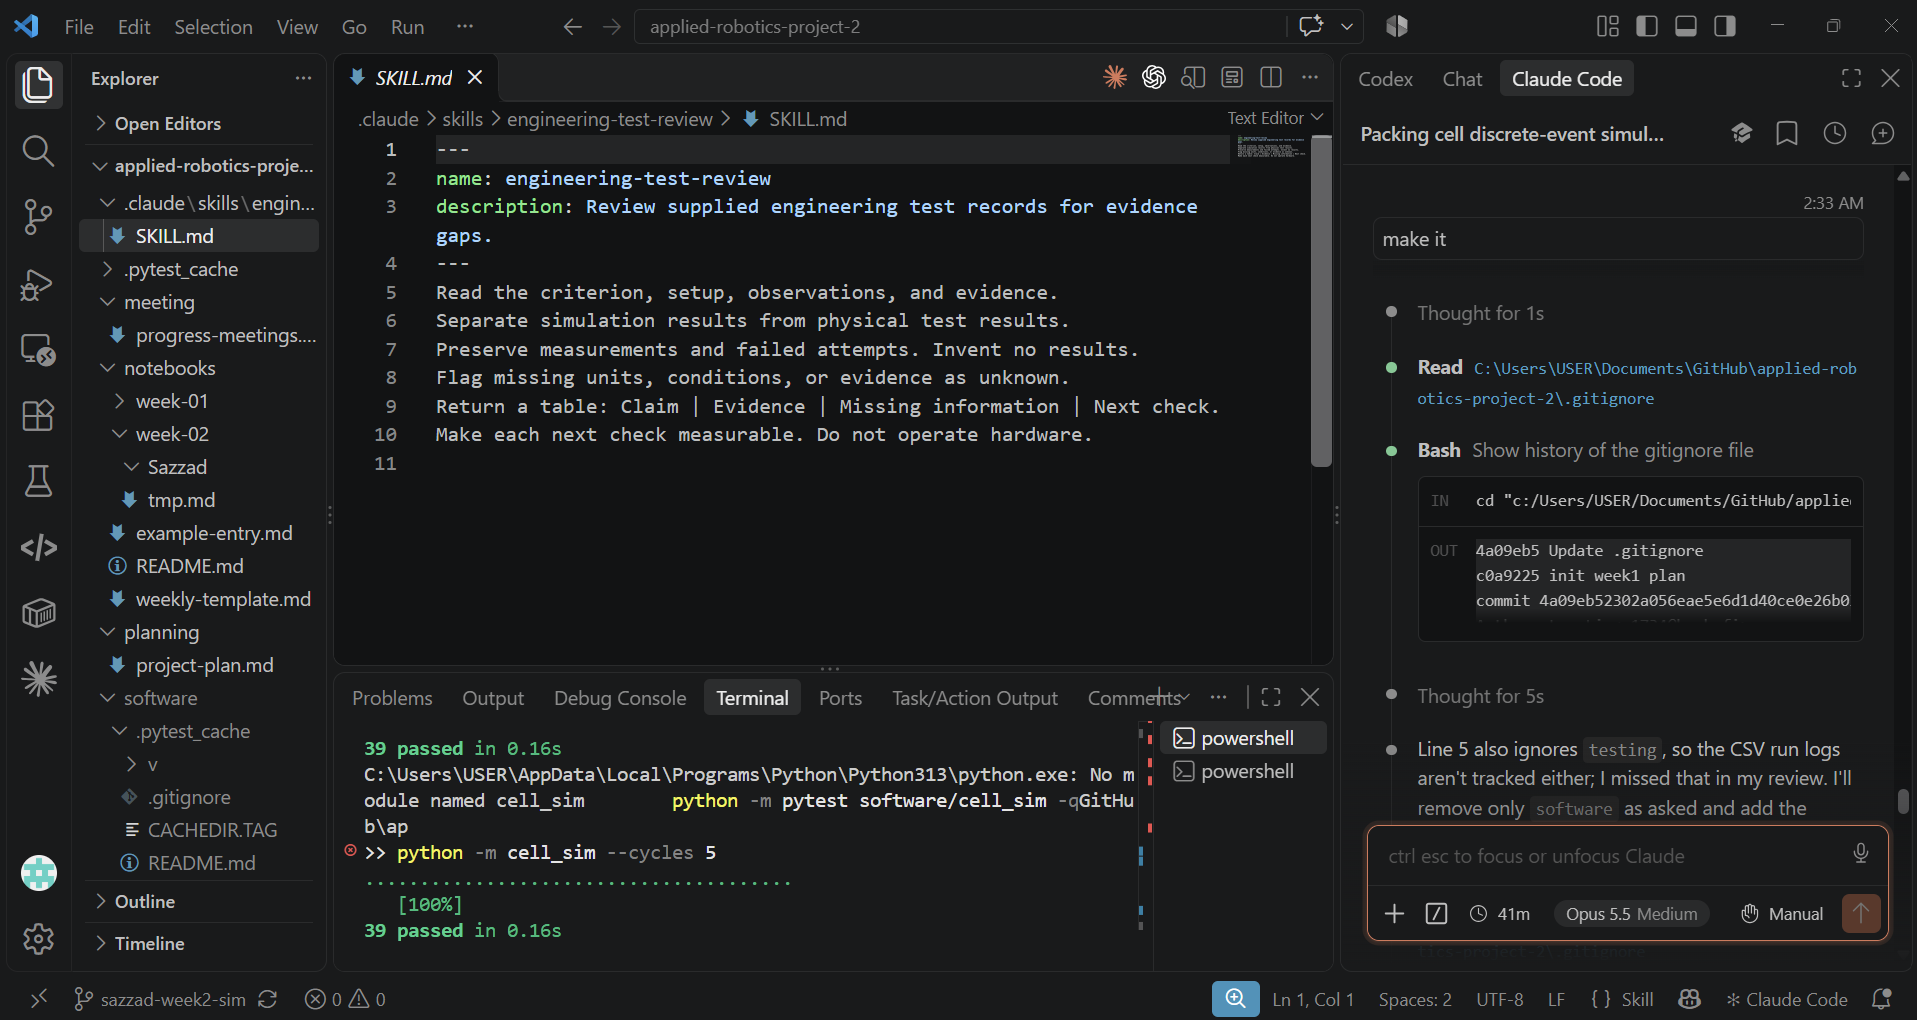 File Edit Selection View Go Run ···
applied-robotics-project-2
Explorer ···
Open Editors
applied-robotics-proje...
.claude\skills\engin...
SKILL.md
.pytest_cache
meeting
progress-meetings....
notebooks
week-01
week-02
Sazzad
tmp.md
example-entry.md
README.md
weekly-template.md
planning
project-plan.md
software
.pytest_cache
v
.gitignore
CACHEDIR.TAG
README.md
Outline
Timeline
SKILL.md
.claude > skills > engineering-test-review > SKILL.md
Text Editor
1 ---
2 name: engineering-test-review
3 description: Review supplied engineering test records for evidence
gaps.
4 ---
5 Read the criterion, setup, observations, and evidence.
6 Separate simulation results from physical test results.
7 Preserve measurements and failed attempts. Invent no results.
8 Flag missing units, conditions, or evidence as unknown.
9 Return a table: Claim | Evidence | Missing information | Next check.
10 Make each next check measurable. Do not operate hardware.
11
Problems Output Debug Console Terminal Ports Task/Action Output Comments ···
39 passed in 0.16s
C:\Users\USER\AppData\Local\Programs\Python\Python313\python.exe: No m
odule named cell_sim python -m pytest software/cell_sim -qGitHu
b\ap
>> python -m cell_sim --cycles 5
.......................................
[100%]
39 passed in 0.16s
powershell
powershell
Codex Chat Claude Code
Packing cell discrete-event simul...
2:33 AM
make it
Thought for 1s
Read C:\Users\USER\Documents\GitHub\applied-rob
otics-project-2\.gitignore
Bash Show history of the gitignore file
IN cd "c:/Users/USER/Documents/GitHub/applie
OUT 4a09eb5 Update .gitignore
c0a9225 init week1 plan
commit 4a09eb52302a056eae5e6d1d40ce0e26b0
Thought for 5s
Line 5 also ignores testing, so the CSV run logs
aren't tracked either; I missed that in my review. I'll
remove only software as asked and add the
ctrl esc to focus or unfocus Claude
41m
Opus 5.5 Medium
Manual
tics-project-2\.gitignore
sazzad-week2-sim
0 0
Ln 1, Col 1 Spaces: 2 UTF-8 LF { } Skill
Claude Code